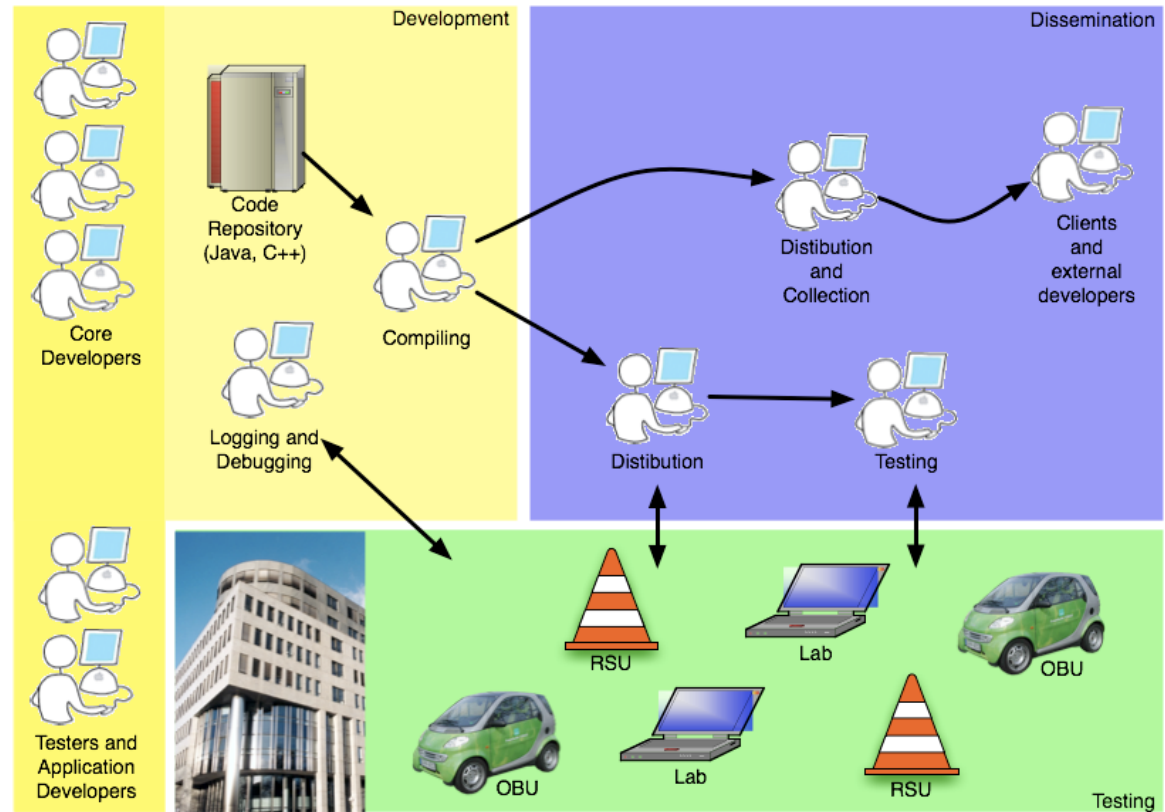 Development
Dissemination
Code
Repository
(Java, C++)
Core
Developers
Compiling
Distibution
and
Collection
Clients
and
external
developers
Logging and
Debugging
Distibution
Testing
Testers and
Application
Developers
RSU
Lab
OBU
OBU
Lab
RSU
Testing